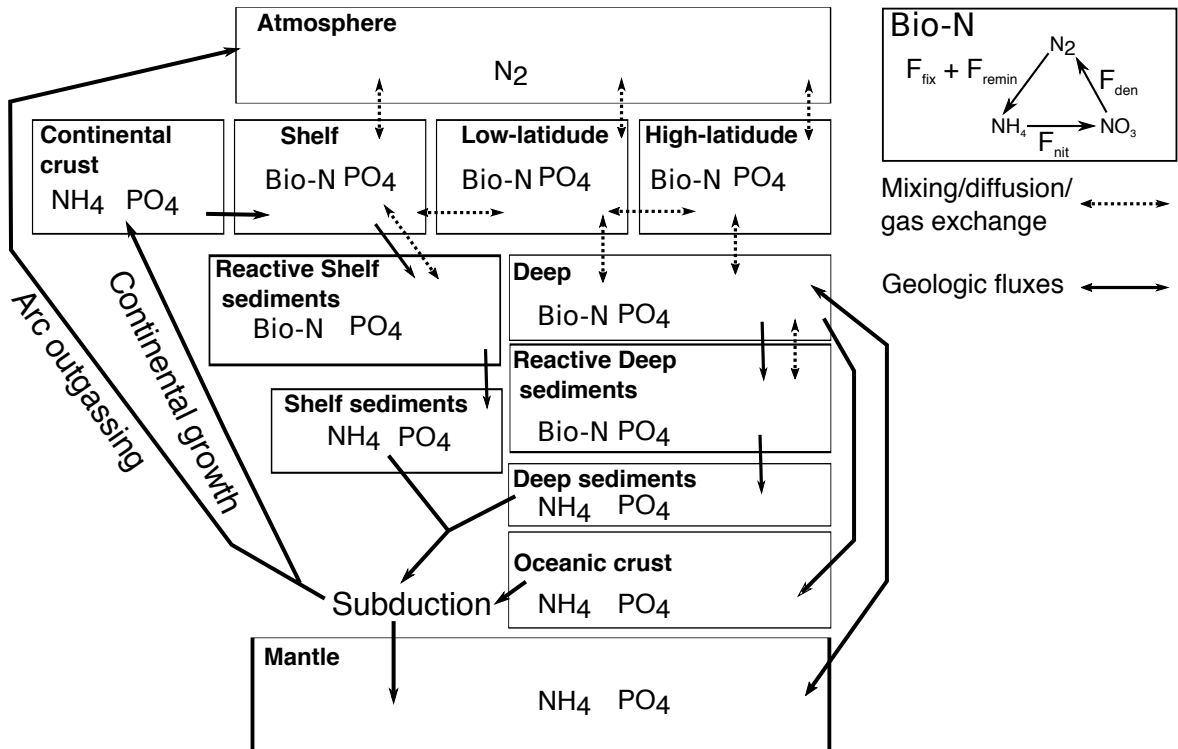 Atmosphere
N2
Bio-N
N2
Ffix + Fremin
Fden
NH4
NO3
Fnit
Continental
crust
NH4 PO4
Shelf
Bio-N PO4
Low-latidude
Bio-N PO4
High-latidude
Bio-N PO4
Mixing/diffusion/
gas exchange
Geologic fluxes
Reactive Shelf
sediments
Bio-N PO4
Deep
Bio-N PO4
Reactive Deep
sediments
Bio-N PO4
Shelf sediments
NH4 PO4
Deep sediments
NH4 PO4
Oceanic crust
NH4 PO4
Arc outgassing
Continental growth
Subduction
Mantle
NH4 PO4